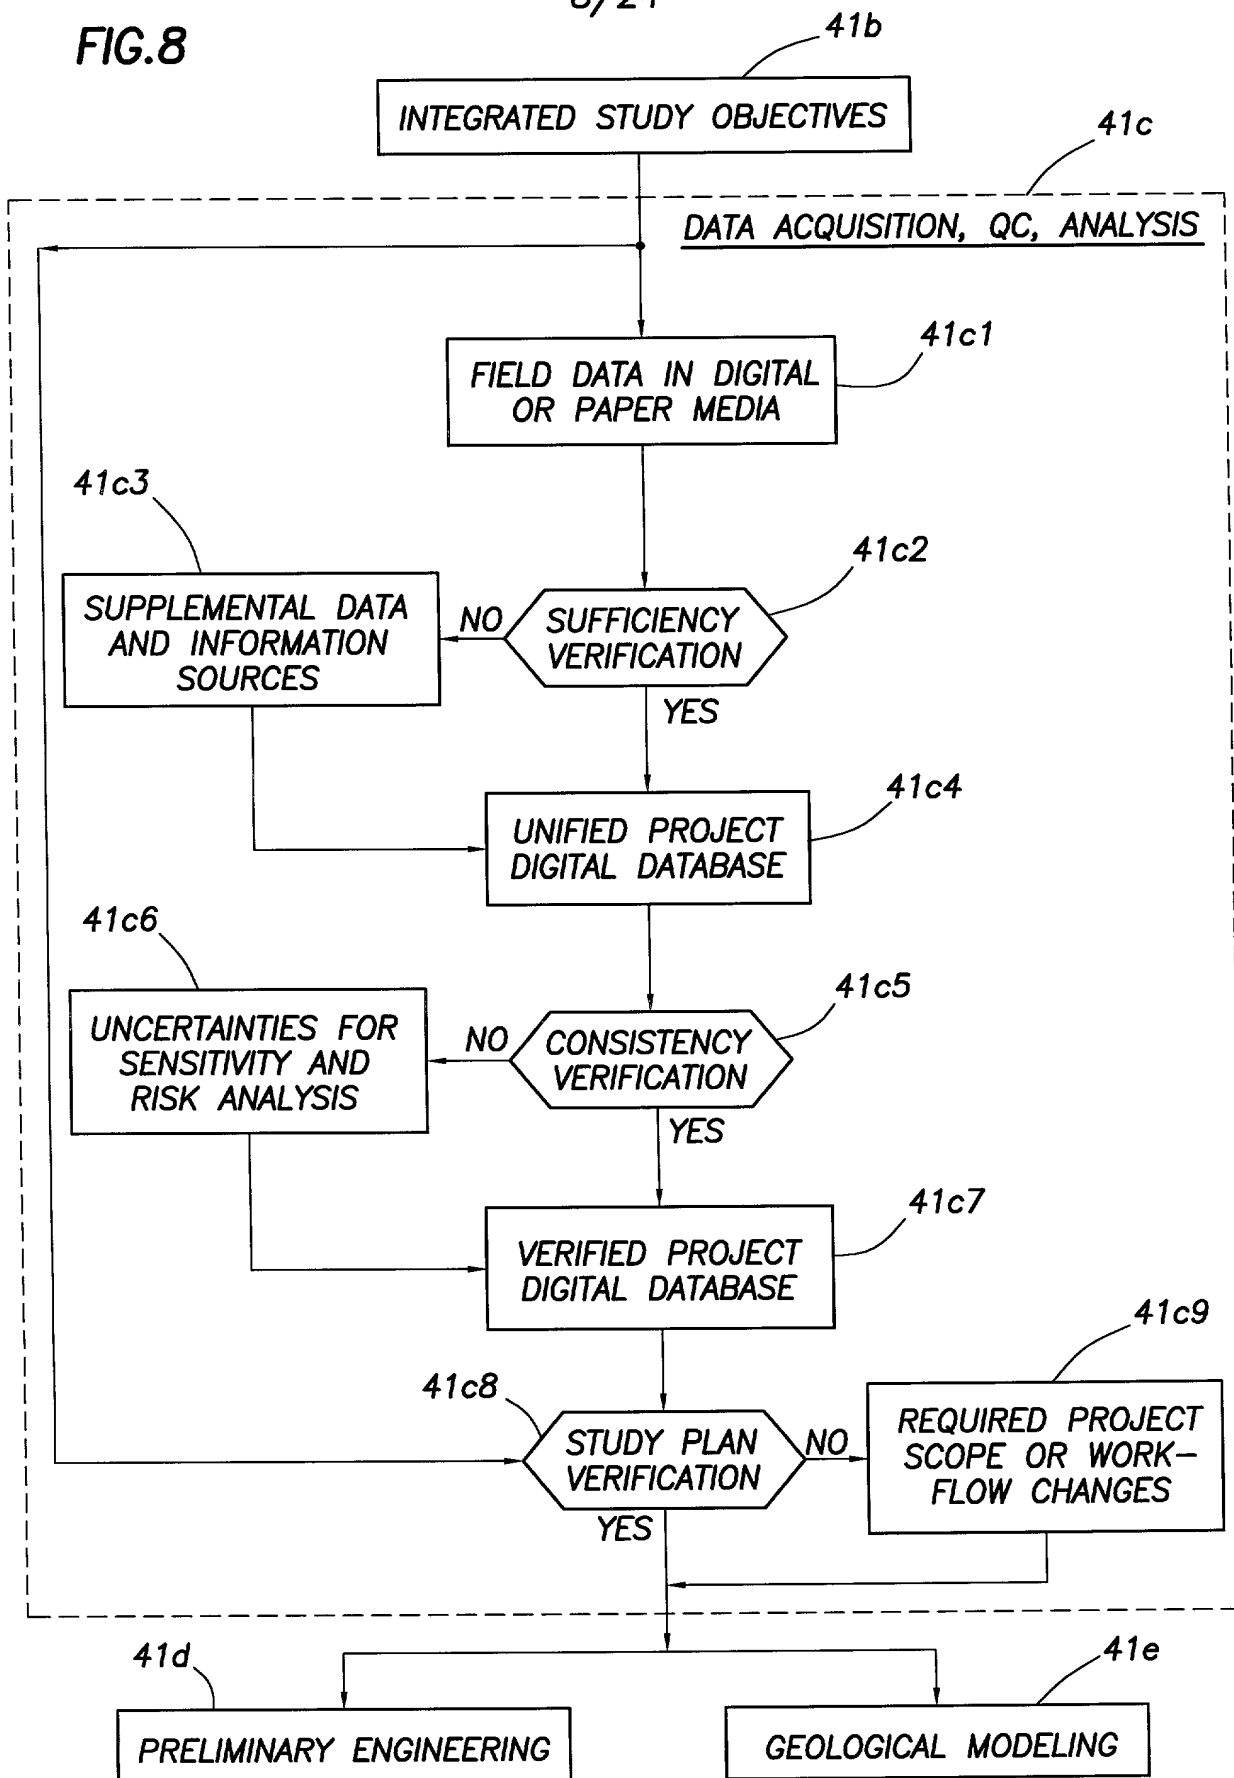 FIG.8
41b
INTEGRATED STUDY OBJECTIVES
41c
DATA ACQUISITION, QC, ANALYSIS
41c1
FIELD DATA IN DIGITAL
OR PAPER MEDIA
41c3
41c2
SUPPLEMENTAL DATA
AND INFORMATION
SOURCES
NO
SUFFICIENCY
VERIFICATION
YES
41c4
UNIFIED PROJECT
DIGITAL DATABASE
41c6
41c5
UNCERTAINTIES FOR
SENSITIVITY AND
RISK ANALYSIS
NO
CONSISTENCY
VERIFICATION
YES
41c7
VERIFIED PROJECT
DIGITAL DATABASE
41c9
41c8
STUDY PLAN
VERIFICATION
NO
REQUIRED PROJECT
SCOPE OR WORK-
FLOW CHANGES
YES
41d
41e
PRELIMINARY ENGINEERING
GEOLOGICAL MODELING